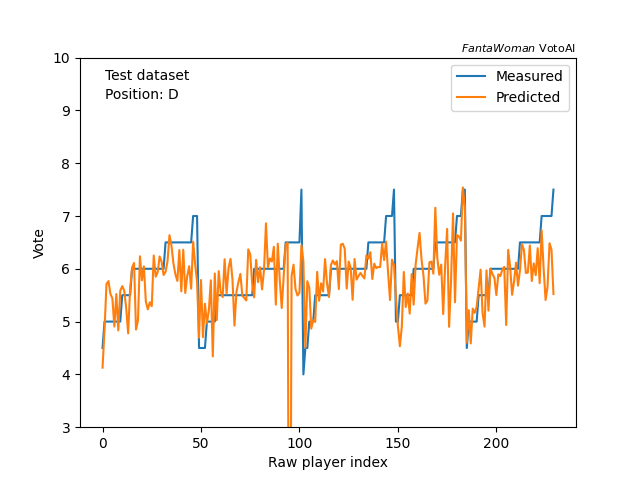 FantaWoman VotoAI
Test dataset
Position: D
Measured
Predicted
10
9
8
7
6
5
4
3
Vote
0 50 100 150 200
Raw player index